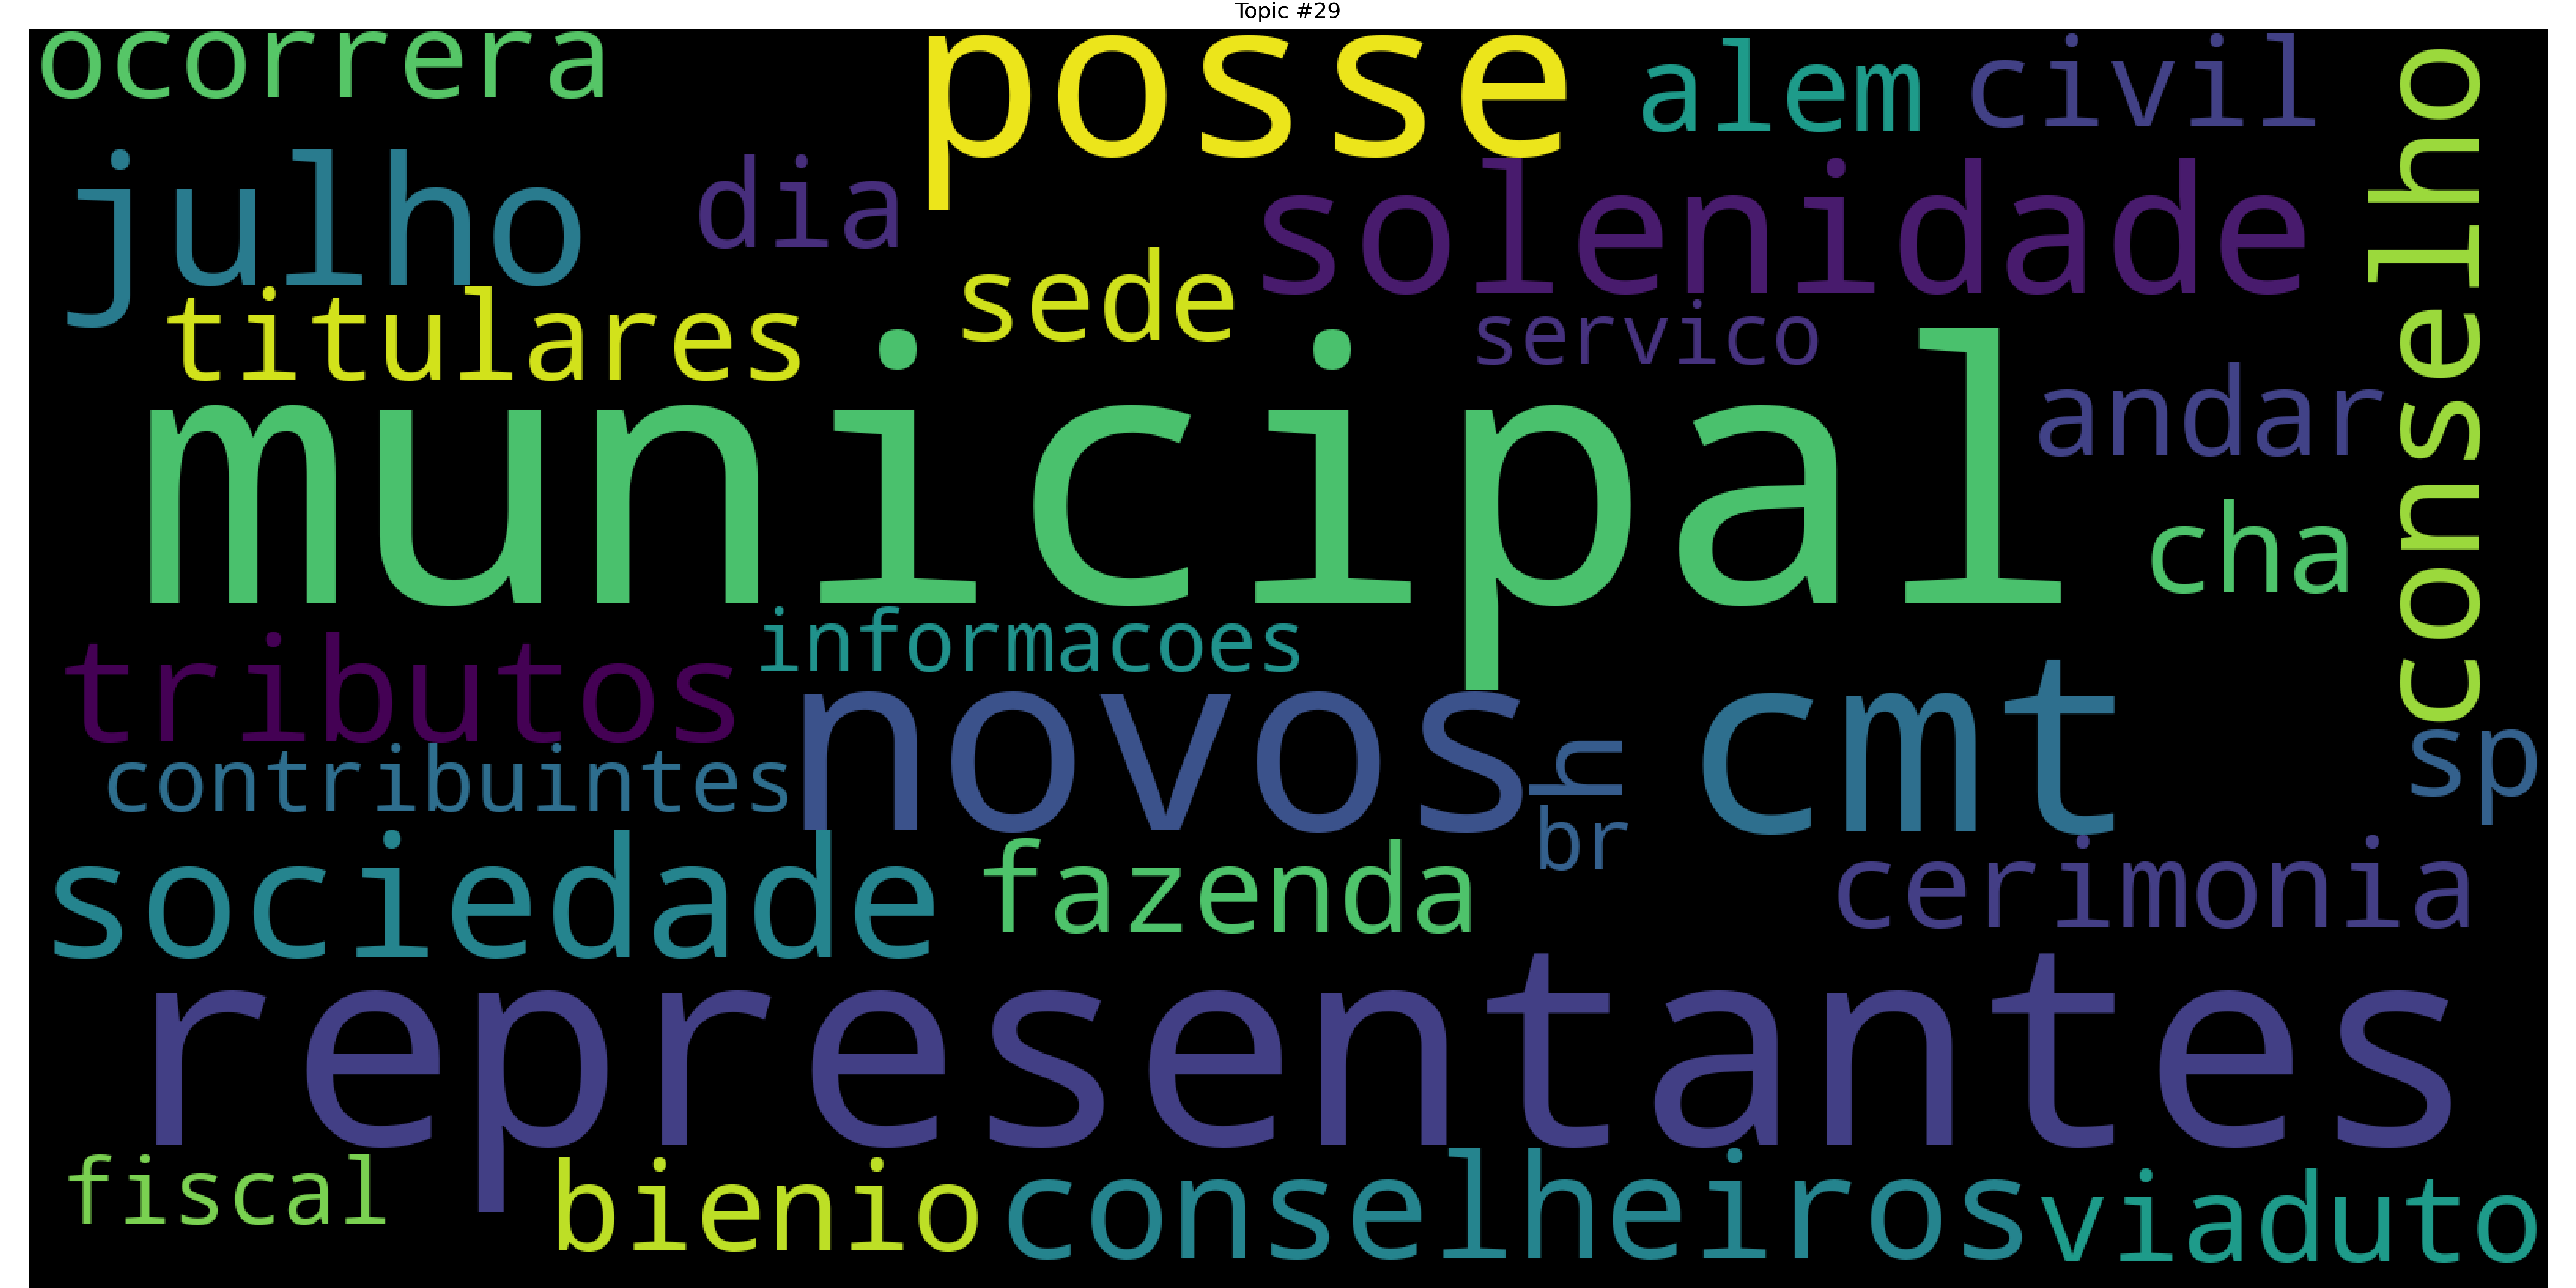 Topic #29
ocorrera
posse
alem
civil
conselho
julho
dia
solenidade
titulares
sede
servico
municipal
andar
cha
tributos
informacoes
novos
cmt
sp
contribuintes
h
br
sociedade
fazenda
cerimonia
representantes
fiscal
bienio
conselheiros
viaduto